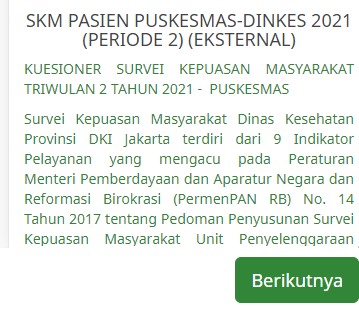 SKM PASIEN PUSKESMAS-DINKES 2021
(PERIODE 2) (EKSTERNAL)
KUESIONER SURVEI KEPUASAN MASYARAKAT
TRIWULAN 2 TAHUN 2021 - PUSKESMAS
Survei Kepuasan Masyarakat Dinas Kesehatan
Provinsi DKI Jakarta terdiri dari 9 Indikator
Pelayanan yang mengacu pada Peraturan
Menteri Pemberdayaan dan Aparatur Negara dan
Reformasi Birokrasi (PermenPAN RB) No. 14
Tahun 2017 tentang Pedoman Penyusunan Survei
Kepuasan Masyarakat Unit Penyelenggaraan
Berikutnya